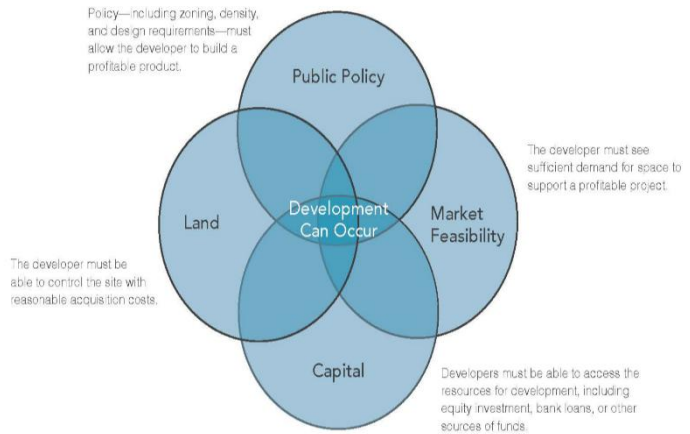 Policy—including zoning, density,
and design requirements—must
allow the developer to build a
profitable product.
Public Policy
The developer must see
sufficient demand for space to
support a profitable project.
Land
Development
Can Occur
Market
Feasibility
The developer must be
able to control the site with
reasonable acquisition costs.
Capital
Developers must be able to access the
resources for development, including
equity investment, bank loans, or other
sources of funds.